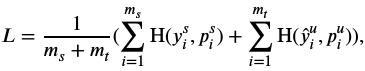 L = \frac{1}{m_s + m_t} (\sum_{i=1}^{m_s} H(y_i^s, p_i^s) + \sum_{i=1}^{m_t} H(\hat{y}_i^u, p_i^u)),